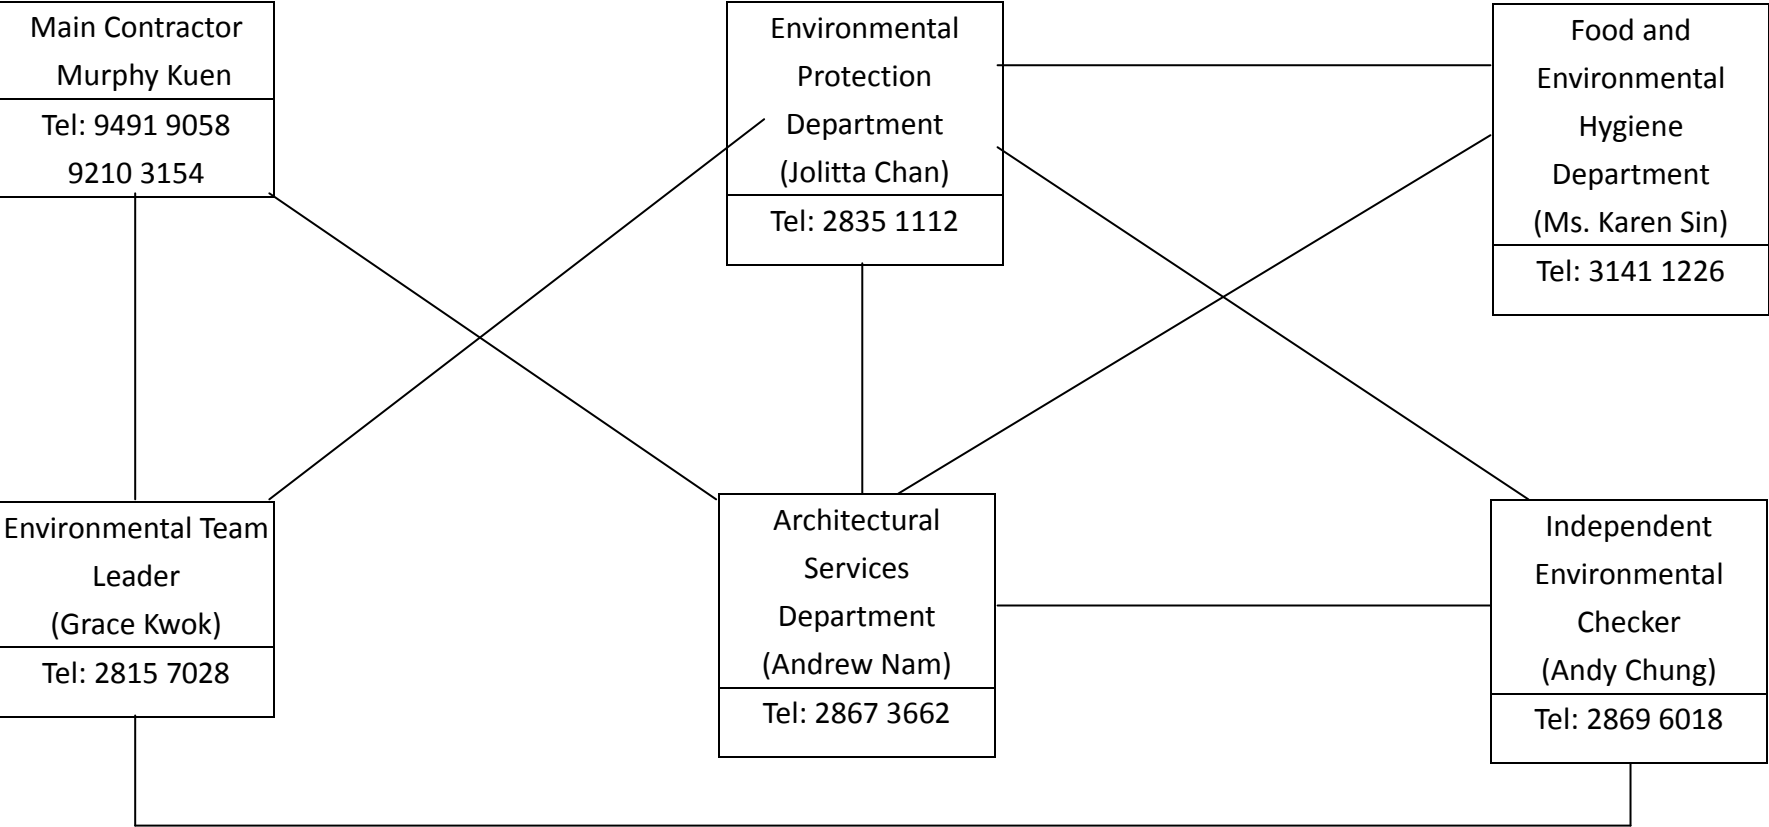 Main Contractor
Murphy Kuen
Tel: 9491 9058
9210 3154
Environmental
Protection
Department
(Jolitta Chan)
Tel: 2835 1112
Food and
Environmental
Hygiene
Department
(Ms. Karen Sin)
Tel: 3141 1226
Environmental Team
Leader
(Grace Kwok)
Tel: 2815 7028
Architectural
Services
Department
(Andrew Nam)
Tel: 2867 3662
Independent
Environmental
Checker
(Andy Chung)
Tel: 2869 6018